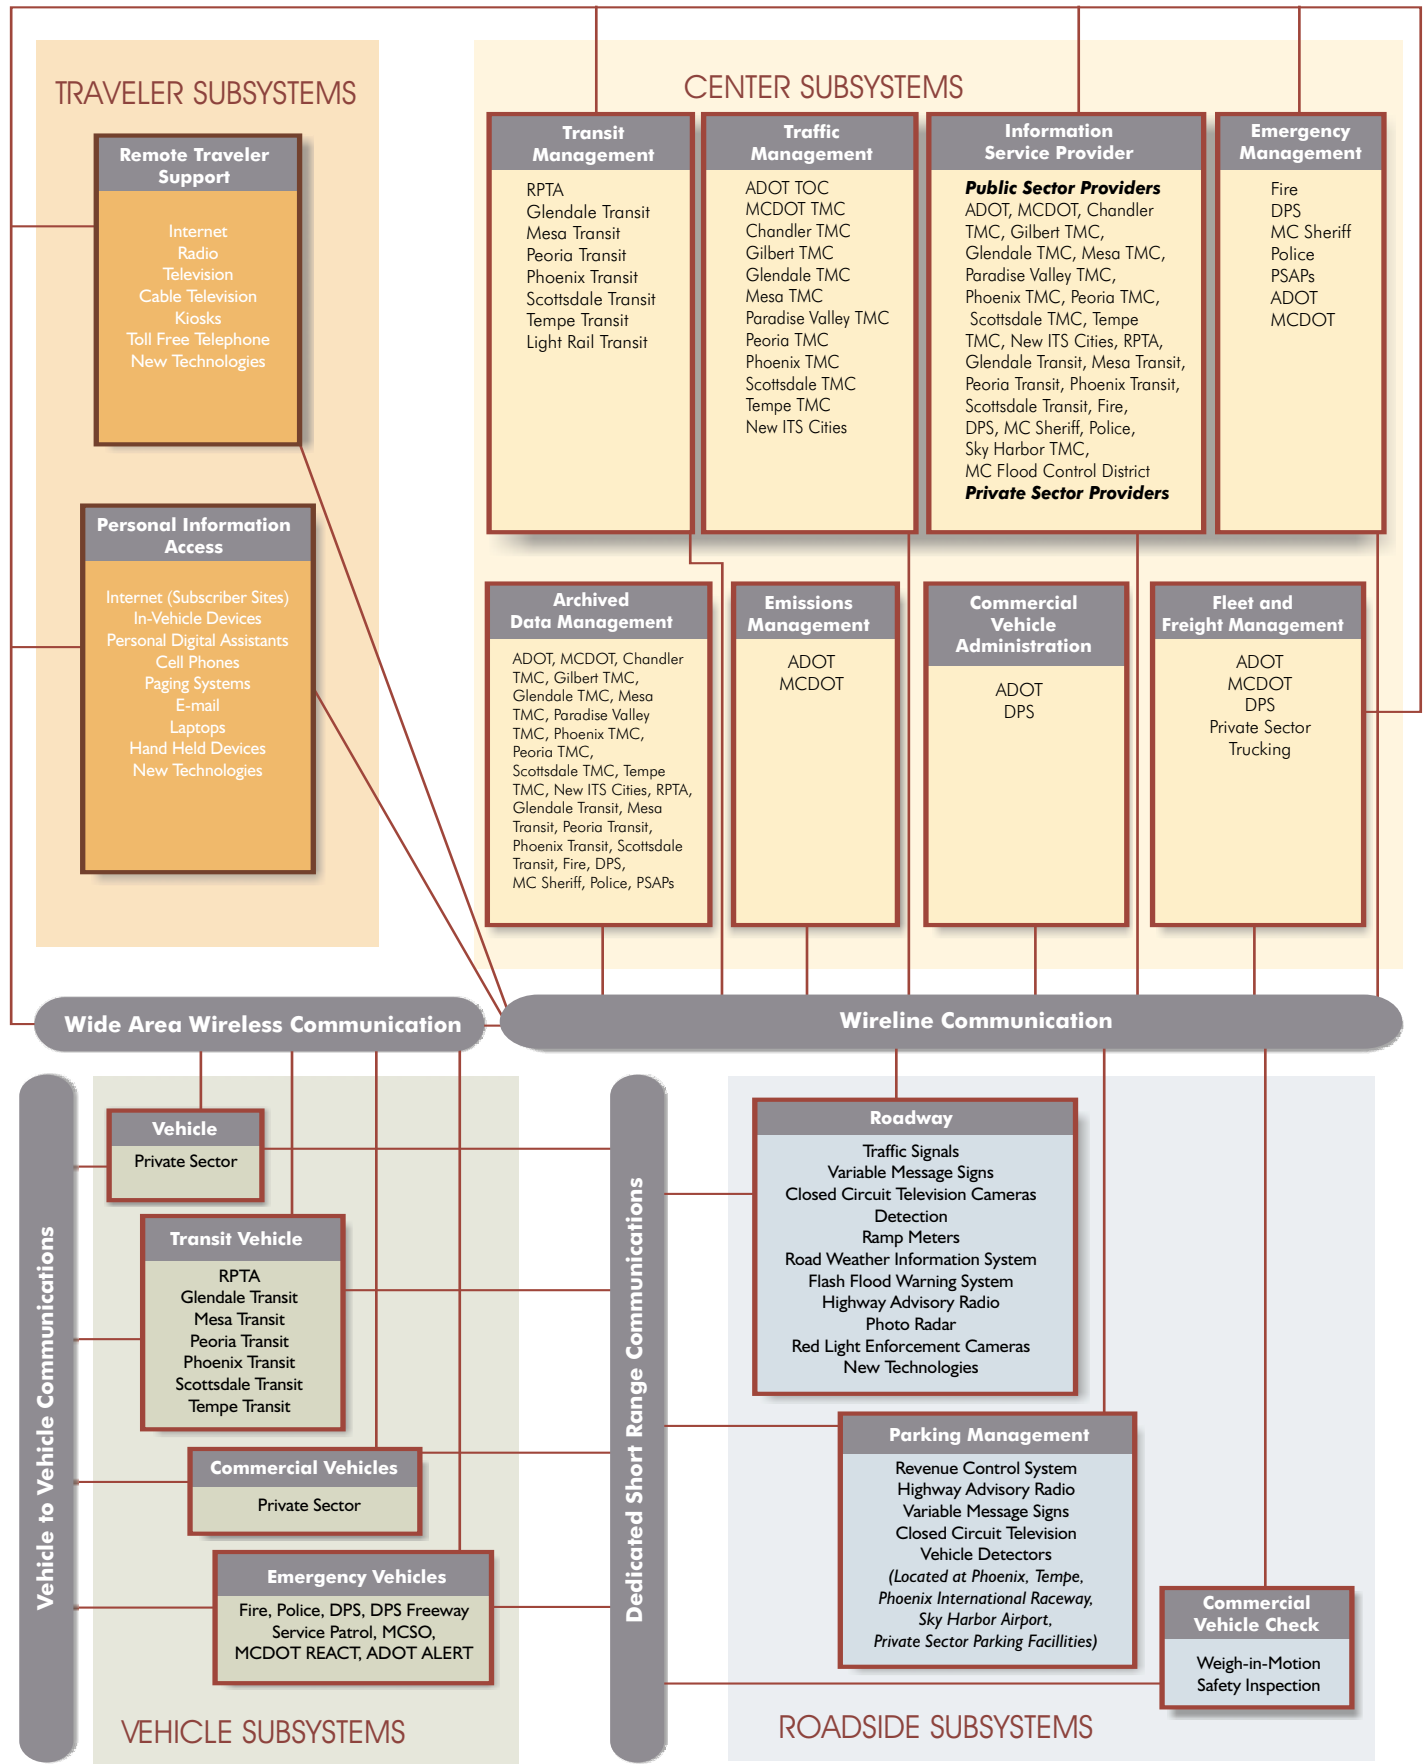 TRAVELER SUBSYSTEMS
Remote Traveler
Support
Internet
Radio
Television
Cable Television
Kiosks
Toll Free Telephone
New Technologies
Personal Information
Access
Internet (Subscriber Sites)
In-Vehicle Devices
Personal Digital Assistants
Cell Phones
Paging Systems
E-mail
Laptops
Hand Held Devices
New Technologies
CENTER SUBSYSTEMS
Transit
Management
RPTA
Glendale Transit
Mesa Transit
Peoria Transit
Phoenix Transit
Scottsdale Transit
Tempe Transit
Light Rail Transit
Traffic
Management
ADOT TOC
MCDOT TMC
Chandler TMC
Gilbert TMC
Glendale TMC
Mesa TMC
Paradise Valley TMC
Peoria TMC
Phoenix TMC
Scottsdale TMC
Tempe TMC
New ITS Cities
Information
Service Provider
Public Sector Providers
ADOT, MCDOT, Chandler
TMC, Gilbert TMC,
Glendale TMC, Mesa TMC,
Paradise Valley TMC,
Phoenix TMC, Peoria TMC,
Scottsdale TMC, Tempe
TMC, New ITS Cities, RPTA,
Glendale Transit, Mesa Transit,
Peoria Transit, Phoenix Transit,
Scottsdale Transit, Fire,
DPS, MC Sheriff, Police,
Sky Harbor TMC,
MC Flood Control District
Private Sector Providers
Emergency
Management
Fire
DPS
MC Sheriff
Police
PSAPs
ADOT
MCDOT
Archived
Data Management
ADOT, MCDOT, Chandler
TMC, Gilbert TMC,
Glendale TMC, Mesa
TMC, Paradise Valley
TMC, Phoenix TMC,
Peoria TMC,
Scottsdale TMC, Tempe
TMC, New ITS Cities, RPTA,
Glendale Transit, Mesa
Transit, Peoria Transit,
Phoenix Transit, Scottsdale
Transit, Fire, DPS,
MC Sheriff, Police, PSAPs
Emissions
Management
ADOT
MCDOT
Commercial
Vehicle
Administration
ADOT
DPS
Fleet and
Freight Management
ADOT
MCDOT
DPS
Private Sector
Trucking
Wide Area Wireless Communication
Wireline Communication
Vehicle to Vehicle Communications
Vehicle
Private Sector
Transit Vehicle
RPTA
Glendale Transit
Mesa Transit
Peoria Transit
Phoenix Transit
Scottsdale Transit
Tempe Transit
Commercial Vehicles
Private Sector
Emergency Vehicles
Fire, Police, DPS, DPS Freeway
Service Patrol, MCSO,
MCDOT REACT, ADOT ALERT
VEHICLE SUBSYSTEMS
Dedicated Short Range Communications
Roadway
Traffic Signals
Variable Message Signs
Closed Circuit Television Cameras
Detection
Ramp Meters
Road Weather Information System
Flash Flood Warning System
Highway Advisory Radio
Photo Radar
Red Light Enforcement Cameras
New Technologies
Parking Management
Revenue Control System
Highway Advisory Radio
Variable Message Signs
Closed Circuit Television
Vehicle Detectors
(Located at Phoenix, Tempe,
Phoenix International Raceway,
Sky Harbor Airport,
Private Sector Parking Facillities)
Commercial
Vehicle Check
Weigh-in-Motion
Safety Inspection
ROADSIDE SUBSYSTEMS